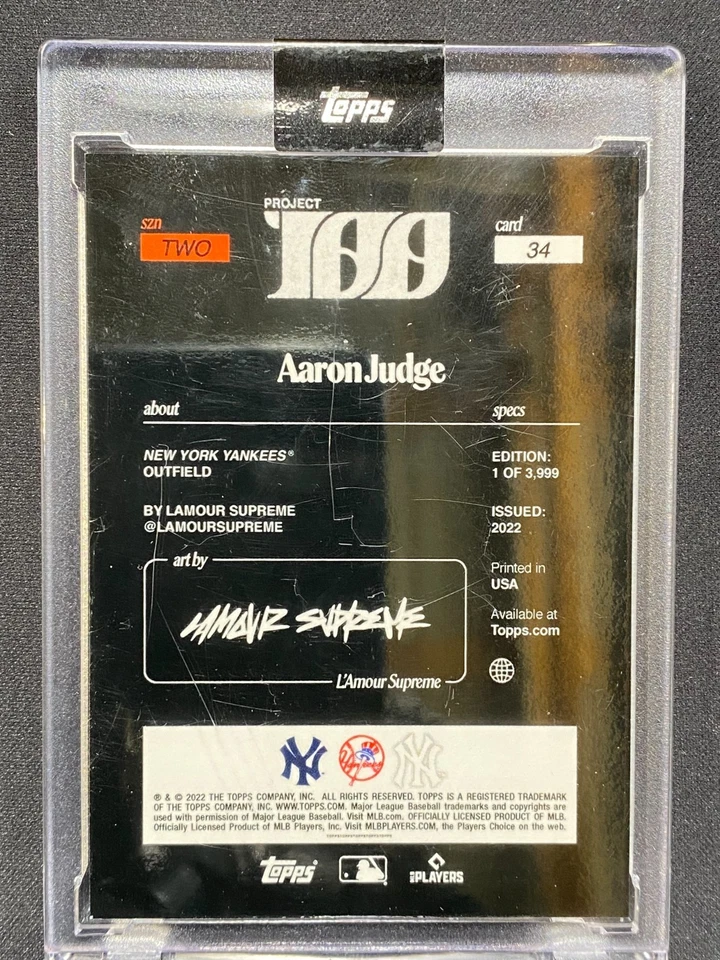 Topps
PROJECT
100
szn
TWO
card
34
Aaron Judge
about
specs
NEW YORK YANKEES®
OUTFIELD
EDITION:
1 OF 3,999
BY LAMOUR SUPREME
@LAMOURSUPREME
ISSUED:
2022
art by
LAMOUR SUPREME
L'Amour Supreme
Printed in
USA
Available at
Topps.com
NY
NY
® & © 2022 THE TOPPS COMPANY, INC. ALL RIGHTS RESERVED. TOPPS IS A REGISTERED TRADEMARK
OF THE TOPPS COMPANY, INC. WWW.TOPPS.COM. Major League Baseball trademarks and copyrights are
used with permission of Major League Baseball. Visit MLB.com. OFFICIALLY LICENSED PRODUCT OF MLB.
Officially Licensed Product of MLB Players, Inc. Visit MLBPLAYERS.COM, the Players Choice on the web.
Topps®
PLAYERS